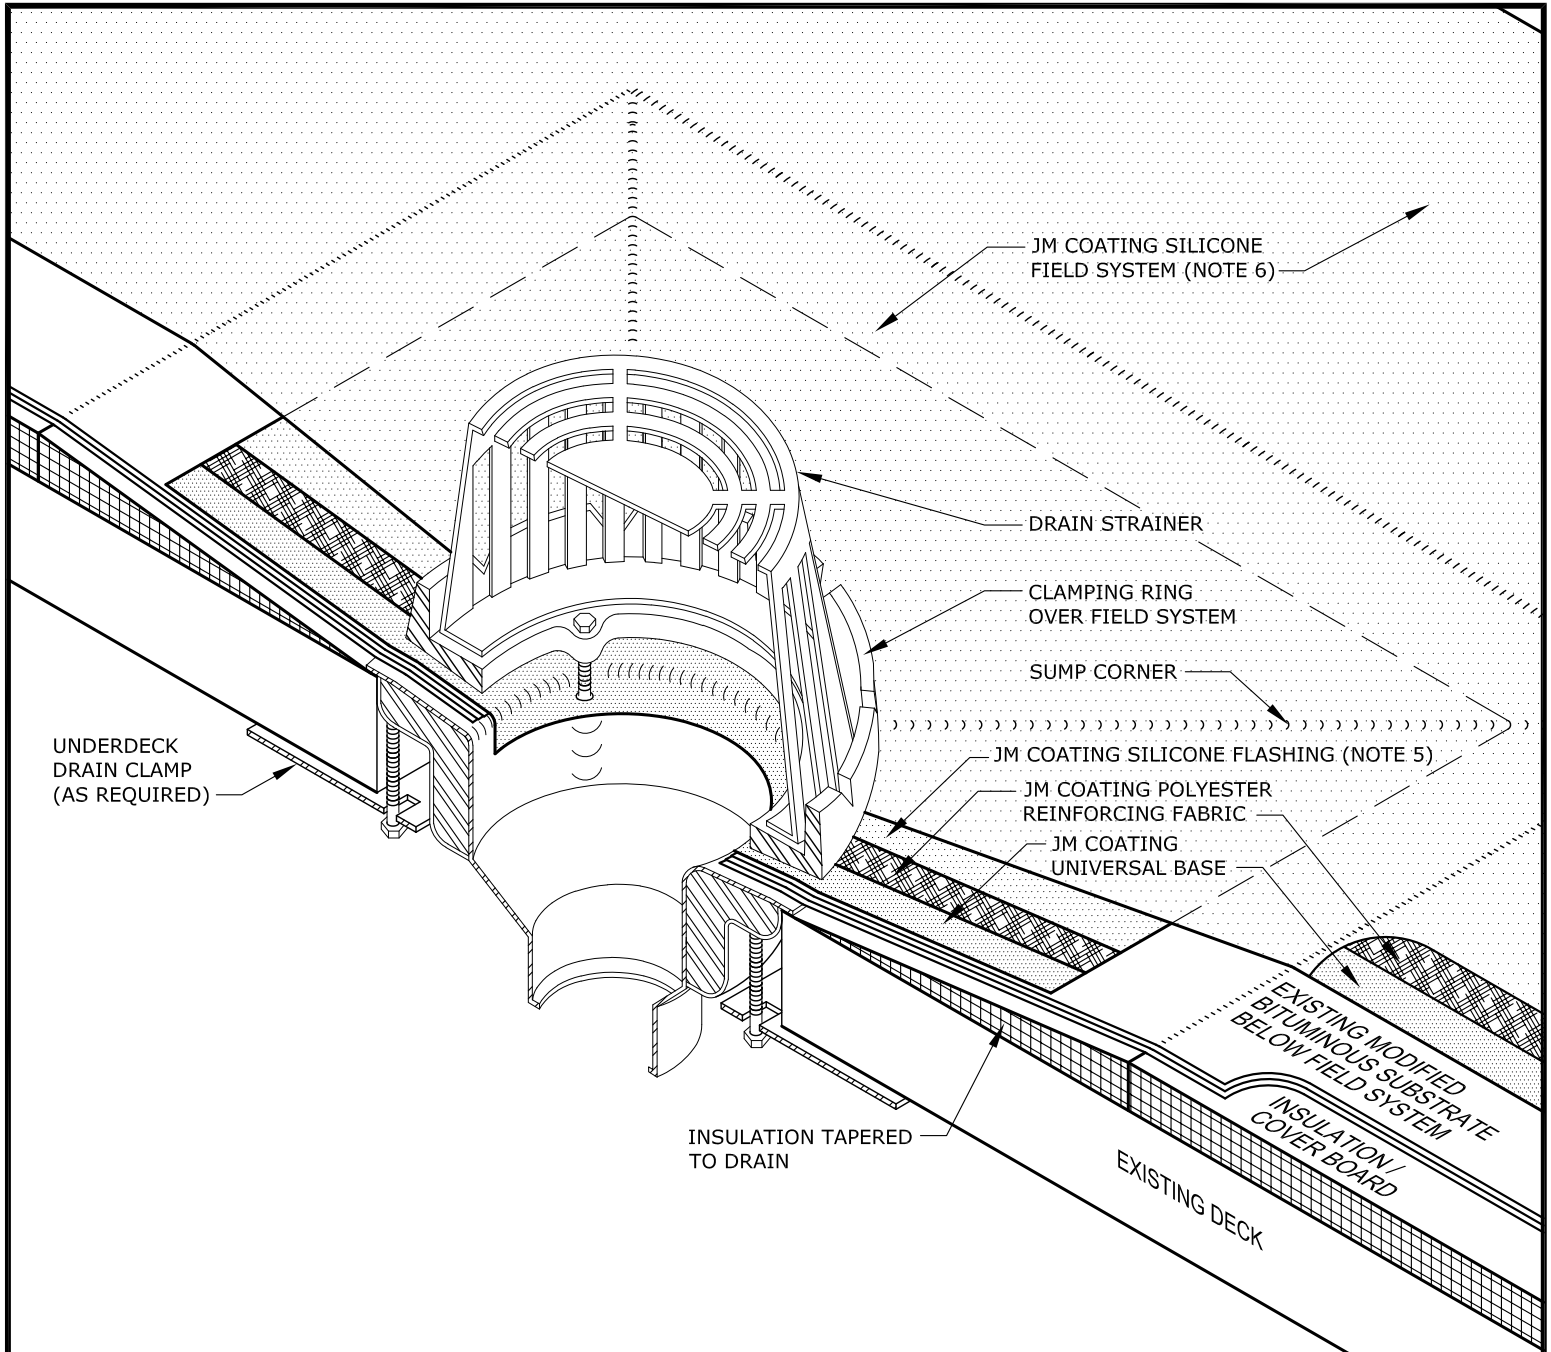 JM COATING SILICONE
FIELD SYSTEM (NOTE 6)
DRAIN STRAINER
CLAMPING RING
OVER FIELD SYSTEM
SUMP CORNER
JM COATING SILICONE FLASHING (NOTE 5)
JM COATING POLYESTER
REINFORCING FABRIC
JM COATING
UNIVERSAL BASE
UNDERDECK
DRAIN CLAMP
(AS REQUIRED)
EXISTING MODIFIED
BITUMINOUS SUBSTRATE
BELOW FIELD SYSTEM
INSULATION/
COVER BOARD
INSULATION TAPERED
TO DRAIN
EXISTING DECK